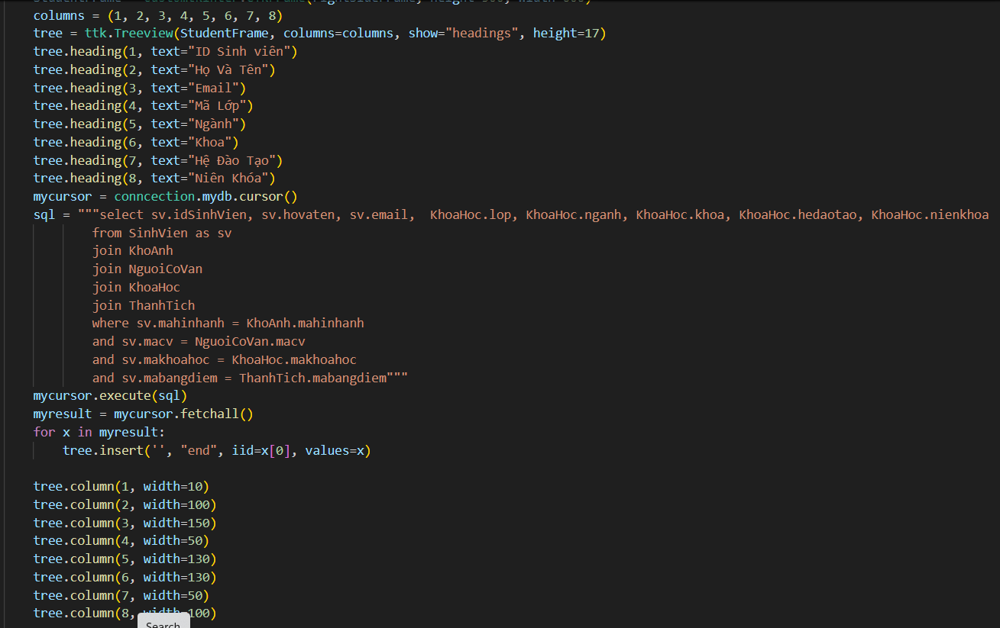 columns = (1, 2, 3, 4, 5, 6, 7, 8)
tree = ttk.Treeview(StudentFrame, columns=columns, show="headings", height=17)
tree.heading(1, text="ID Sinh viên")
tree.heading(2, text="Họ Và Tên")
tree.heading(3, text="Email")
tree.heading(4, text="Mã Lớp")
tree.heading(5, text="Ngành")
tree.heading(6, text="Khoa")
tree.heading(7, text="Hệ Đào Tạo")
tree.heading(8, text="Niên Khóa")
mycursor = conncection.mydb.cursor()
sql = """select sv.idSinhVien, sv.hovaten, sv.email,  KhoaHoc.lop, KhoaHoc.nganh, KhoaHoc.khoa, KhoaHoc.hedaotao, KhoaHoc.nienkhoa
from SinhVien as sv
join KhoAnh
join NguoiCoVan
join KhoaHoc
join ThanhTich
where sv.mahinhanh = KhoAnh.mahinhanh
and sv.macv = NguoiCoVan.macv
and sv.makhoahoc = KhoaHoc.makhoahoc
and sv.mabangdiem = ThanhTich.mabangdiem"""
mycursor.execute(sql)
myresult = mycursor.fetchall()
for x in myresult:
tree.insert('', "end", iid=x[0], values=x)
tree.column(1, width=10)
tree.column(2, width=100)
tree.column(3, width=150)
tree.column(4, width=50)
tree.column(5, width=130)
tree.column(6, width=130)
tree.column(7, width=50)
tree.column(8, width=100)
Search